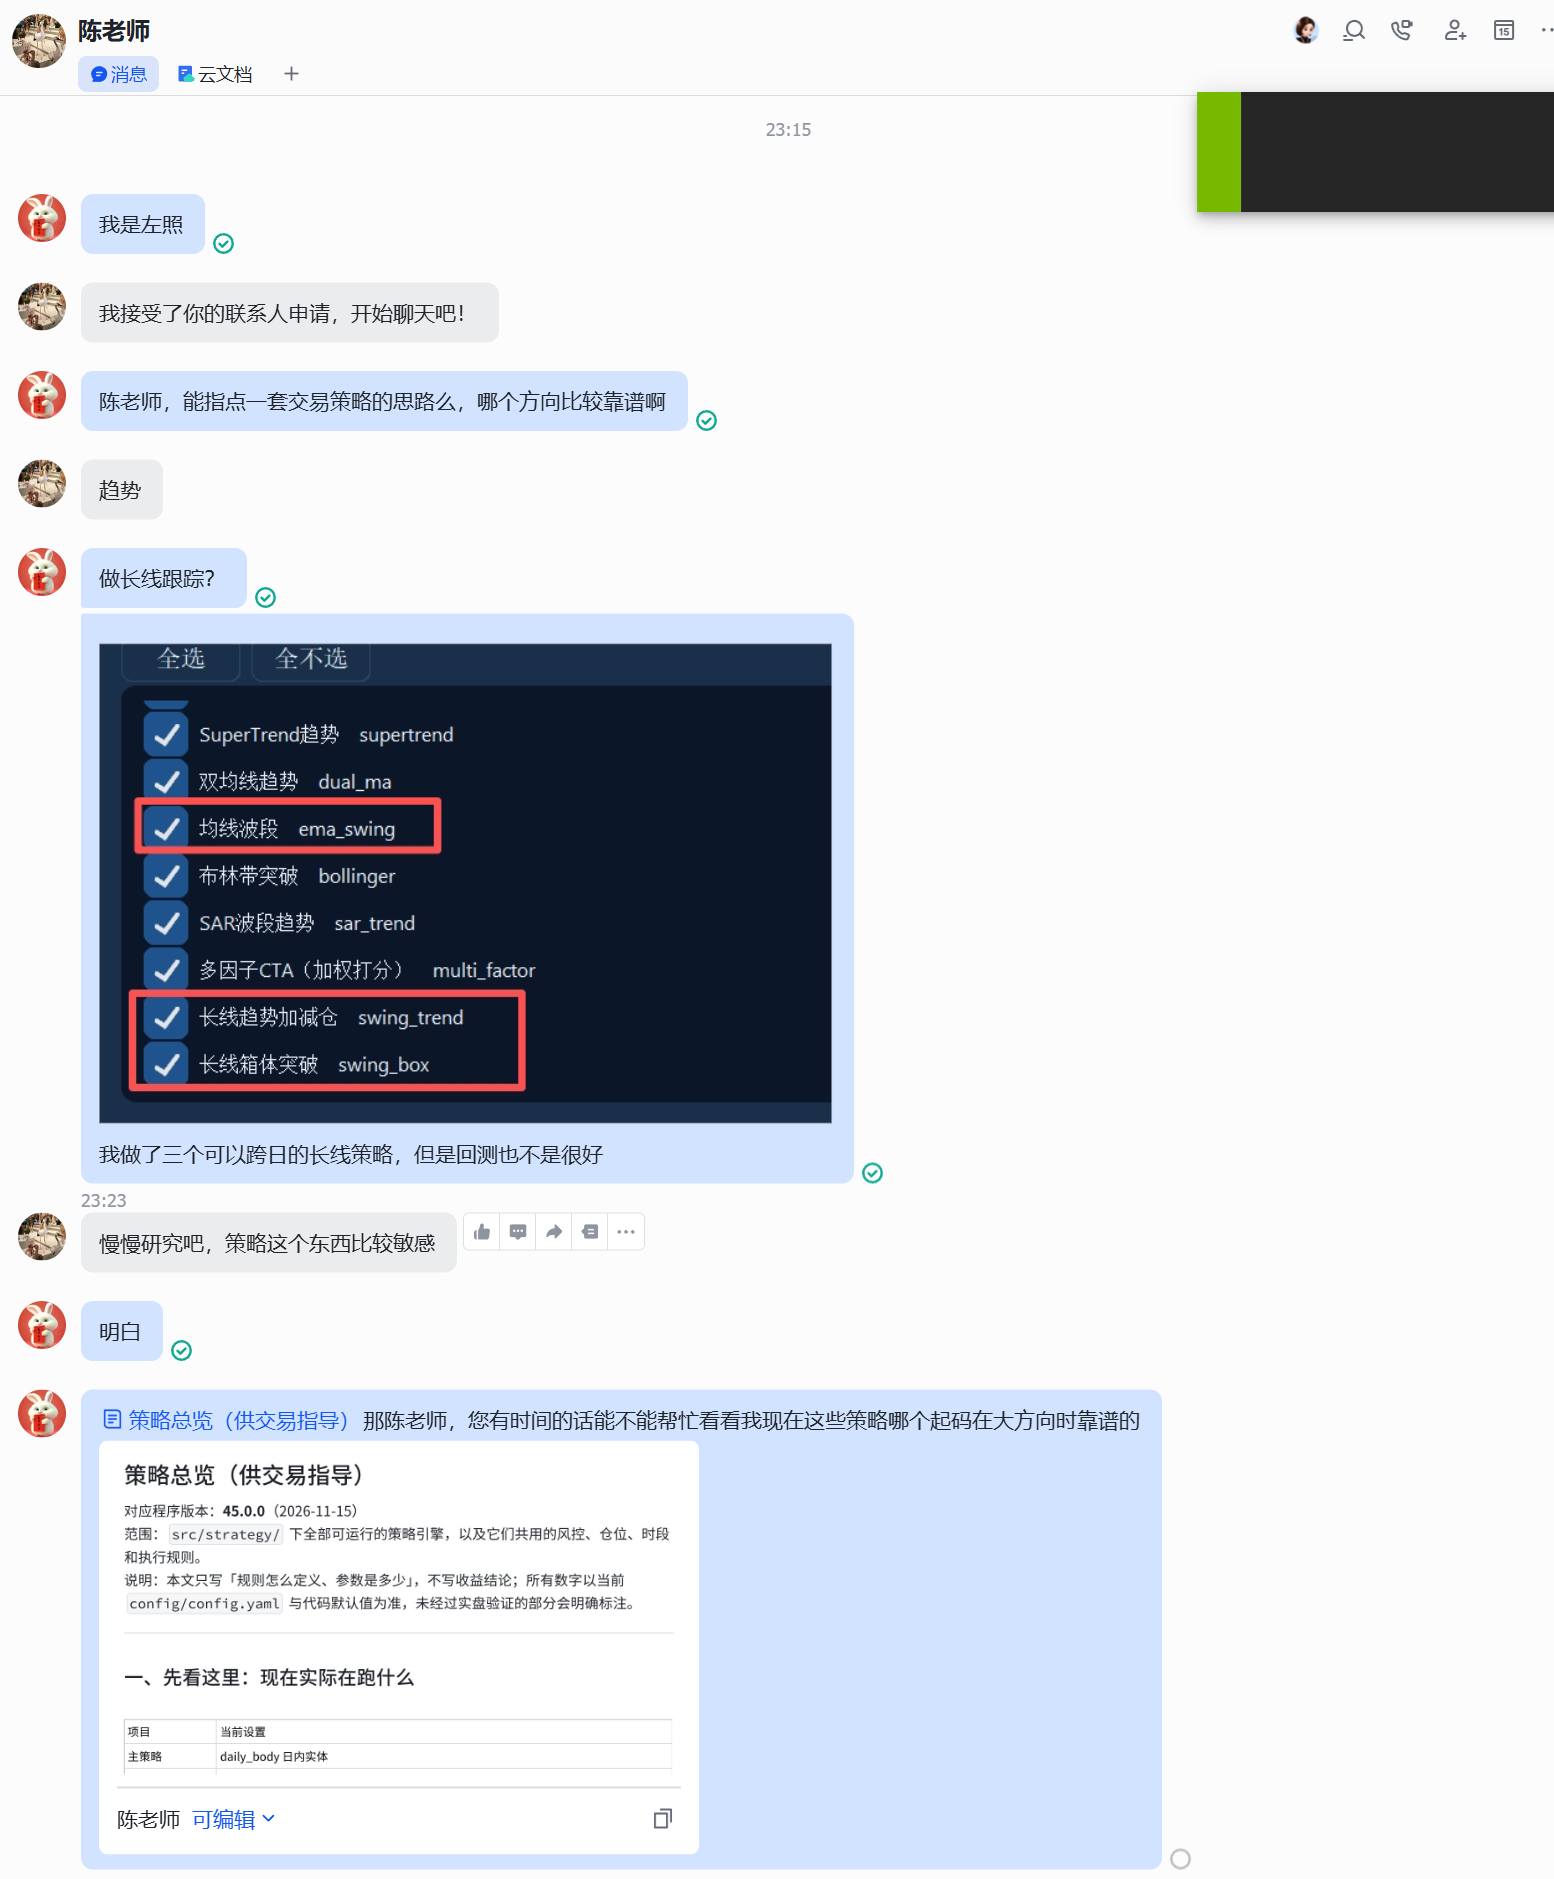 陈老师
消息
云文档
15
23:15
我是左照
我接受了你的联系人申请，开始聊天吧！
陈老师，能指点一套交易策略的思路么，哪个方向比较靠谱啊
趋势
做长线跟踪？
全选 全不选
SuperTrend趋势 supertrend
双均线趋势 dual_ma
均线波段 ema_swing
布林带突破 bollinger
SAR波段趋势 sar_trend
多因子CTA（加权打分） multi_factor
长线趋势加减仓 swing_trend
长线箱体突破 swing_box
我做了三个可以跨日的长线策略，但是回测也不是很好
23:23
慢慢研究吧，策略这个东西比较敏感
明白
策略总览（供交易指导） 那陈老师，您有时间的话能不能帮忙看看我现在这些策略哪个起码在大方向时靠谱的
策略总览（供交易指导）
对应程序版本：45.0.0（2026-11-15）
范围： src/strategy/ 下全部可运行的策略引擎，以及它们共用的风控、仓位、时段
和执行规则。
说明：本文只写「规则怎么定义、参数是多少」，不写收益结论；所有数字以当前
config/config.yaml 与代码默认值为准，未经过实盘验证的部分会明确标注。
一、先看这里：现在实际在跑什么
项目 当前设置
主策略 daily_body 日内实体
陈老师 可编辑